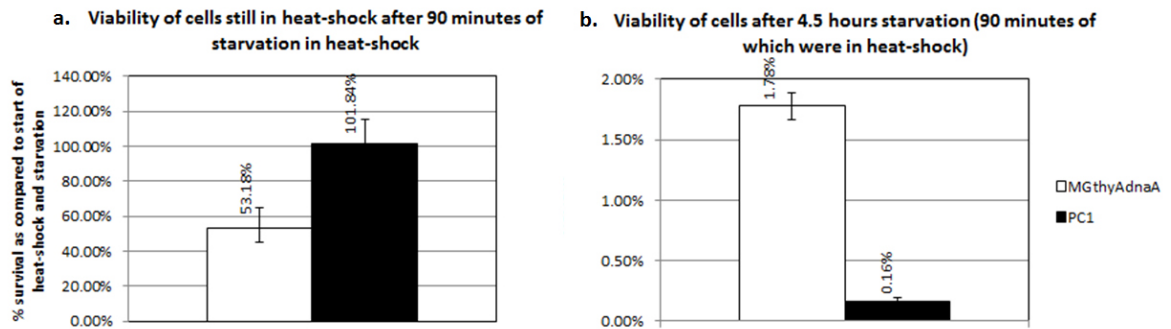 a. Viability of cells still in heat-shock after 90 minutes of
starvation in heat-shock
% survival as compared to start of
heat-shock and starvation
140.00%
120.00%
100.00%
80.00%
60.00%
40.00%
20.00%
0.00%
53.18%
101.84%
b. Viability of cells after 4.5 hours starvation (90 minutes of
which were in heat-shock)
2.00%
1.50%
1.00%
0.50%
0.00%
1.78%
0.16%
MGthyAdnaA
PC1